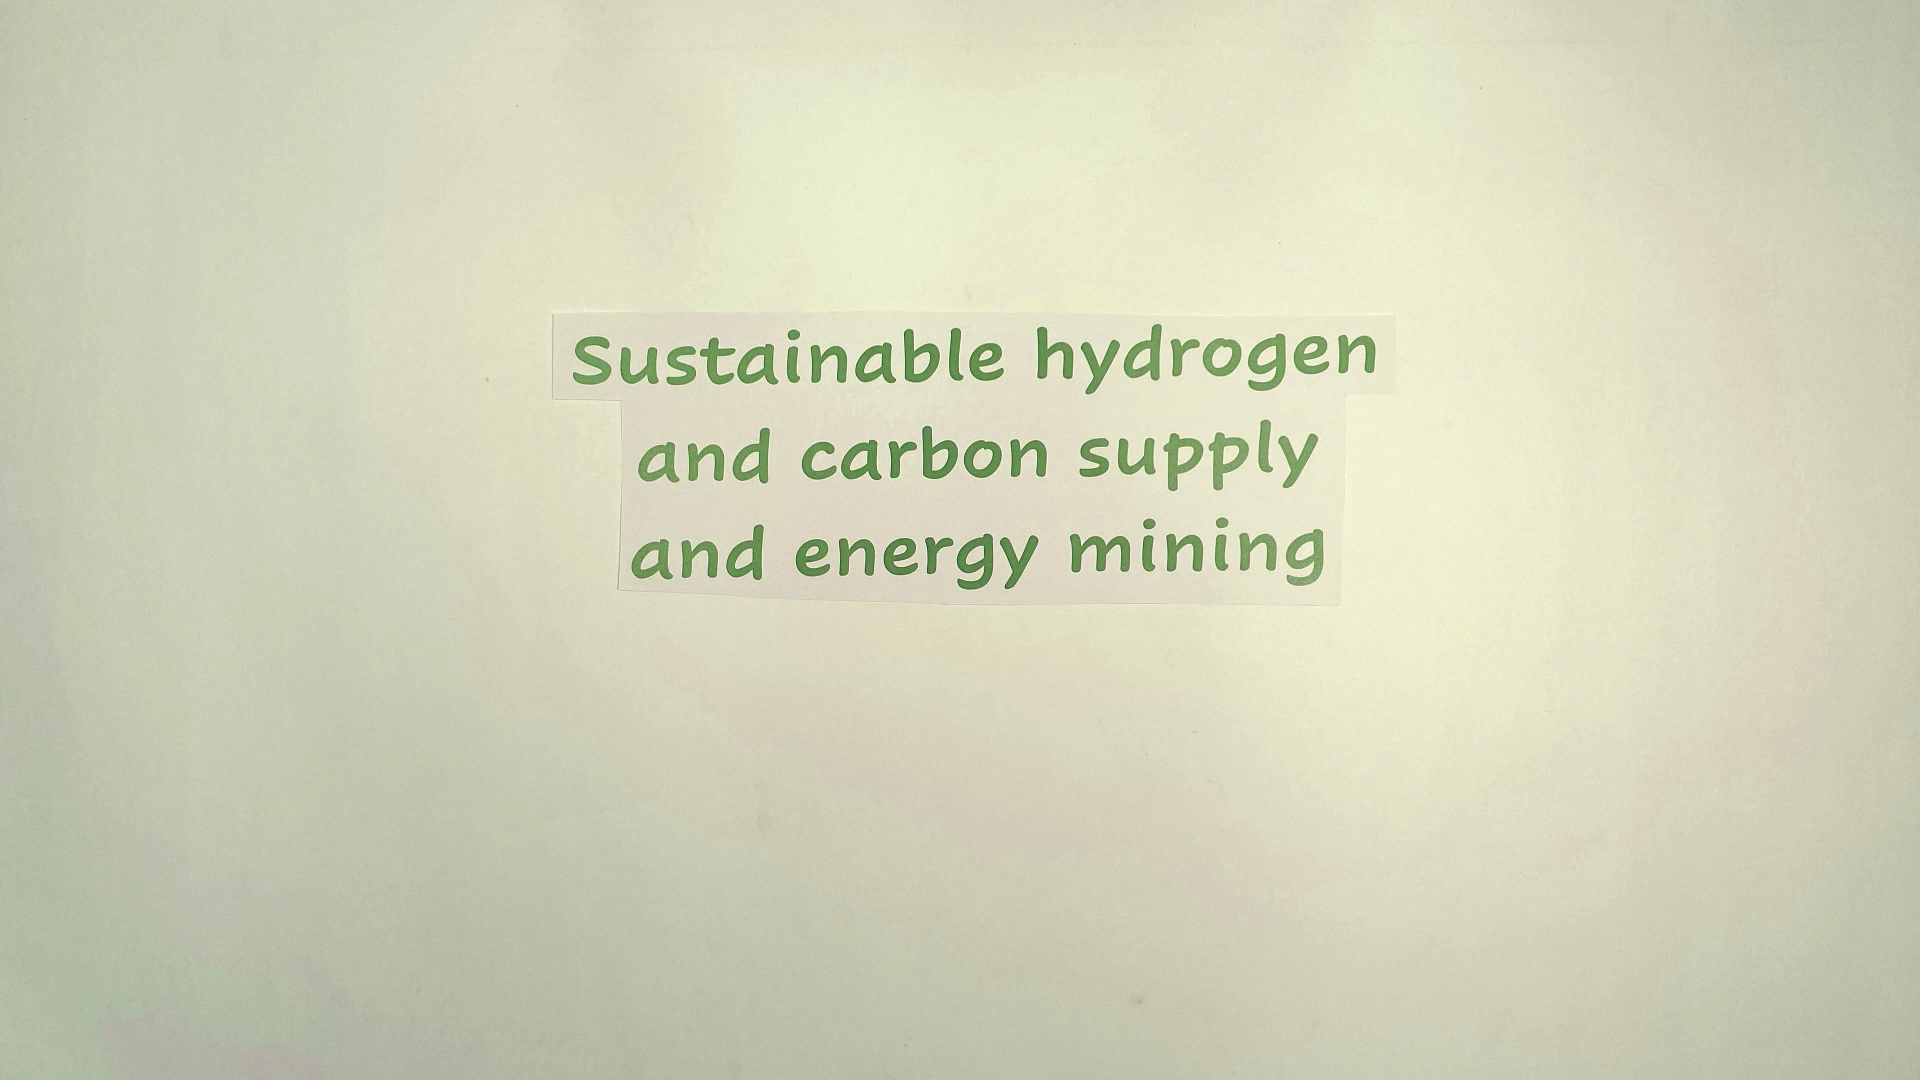 Sustainable hydrogen
and carbon supply
and energy mining